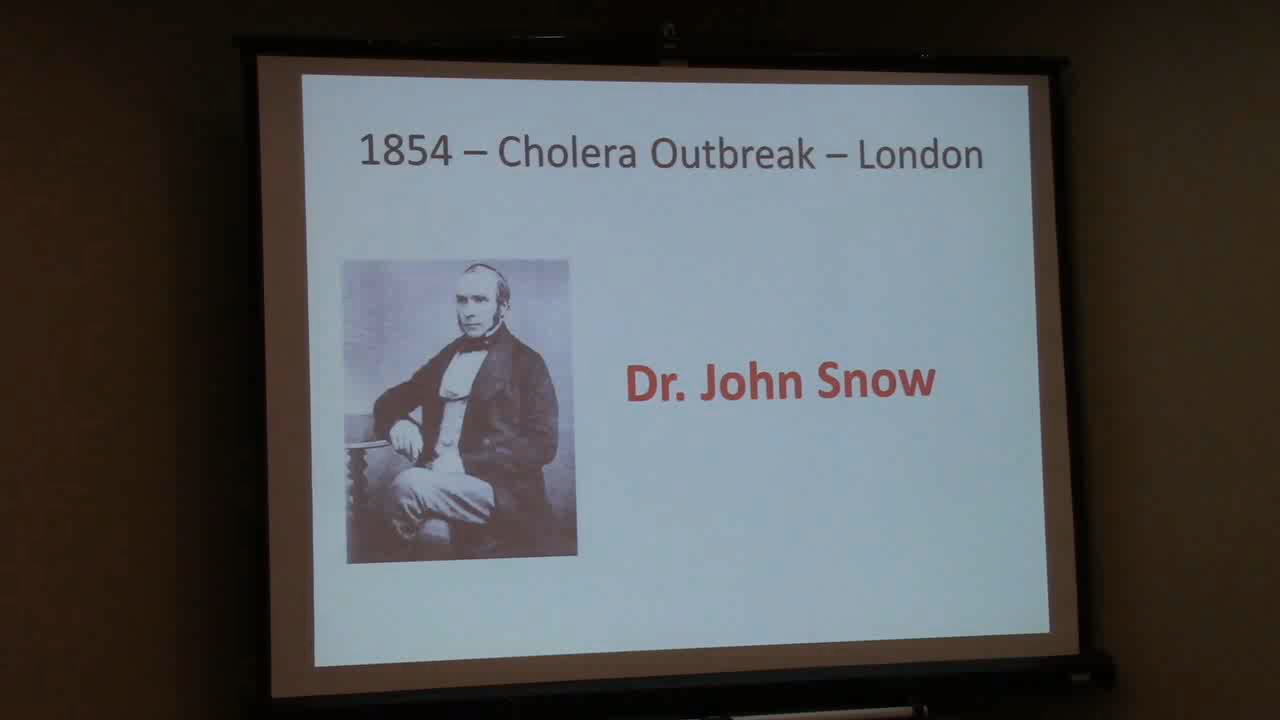 1854 – Cholera Outbreak – London
Dr. John Snow